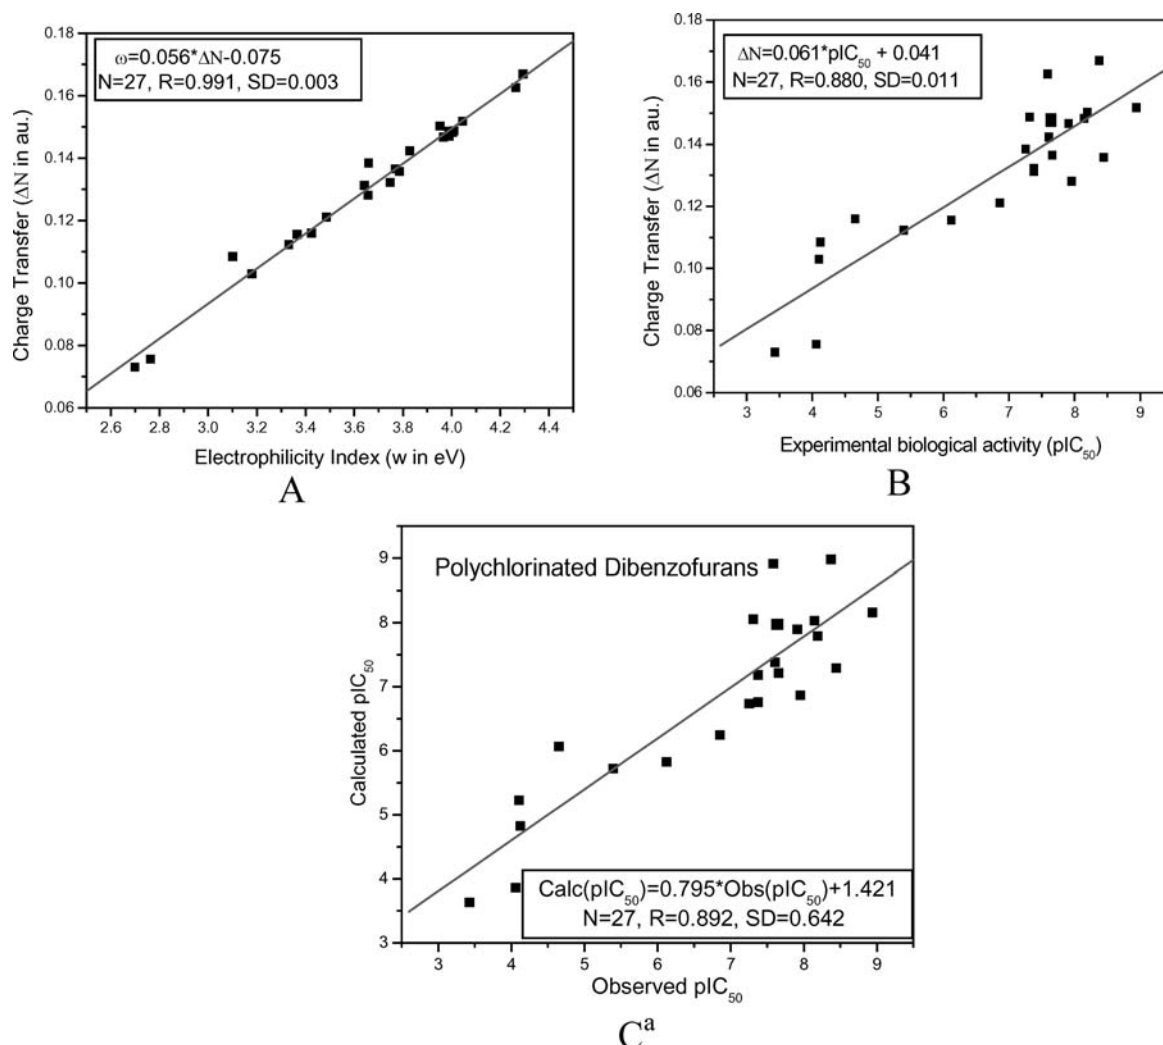 ω=0.056*ΔN-0.075
N=27, R=0.991, SD=0.003
0.18
0.16
0.14
0.12
0.10
0.08
0.06
Charge Transfer (ΔN in au.)
2.6 2.8 3.0 3.2 3.4 3.6 3.8 4.0 4.2 4.4
Electrophilicity Index (w in eV)
A
ΔN=0.061*pIC50 + 0.041
N=27, R=0.880, SD=0.011
0.18
0.16
0.14
0.12
0.10
0.08
0.06
Charge Transfer (ΔN in au.)
3 4 5 6 7 8 9
Experimental biological activity (pIC50)
B
Polychlorinated Dibenzofurans
9
8
7
6
5
4
3
Calculated pIC50
Calc(pIC50)=0.795*Obs(pIC50)+1.421
N=27, R=0.892, SD=0.642
3 4 5 6 7 8 9
Observed pIC50
Ca